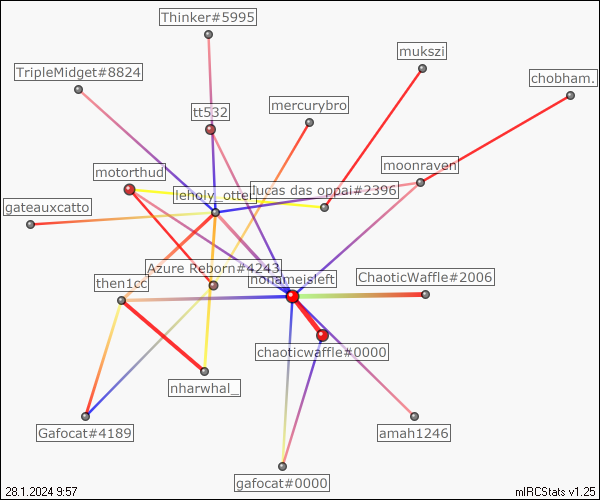 Thinker#5995
mukszi
TripleMidget#8824
chobham.
mercurybro
tt532
motorthud
moonraven
leholy_otte
lucas das oppai#2396
gateauxcatto
Azure Reborn#4243
nonameisleft
ChaoticWaffle#2006
then1cc
chaoticwaffle#0000
nharwhal_
Gafocat#4189
amah1246
gafocat#0000
28.1.2024 9:57
mIRCStats v1.25